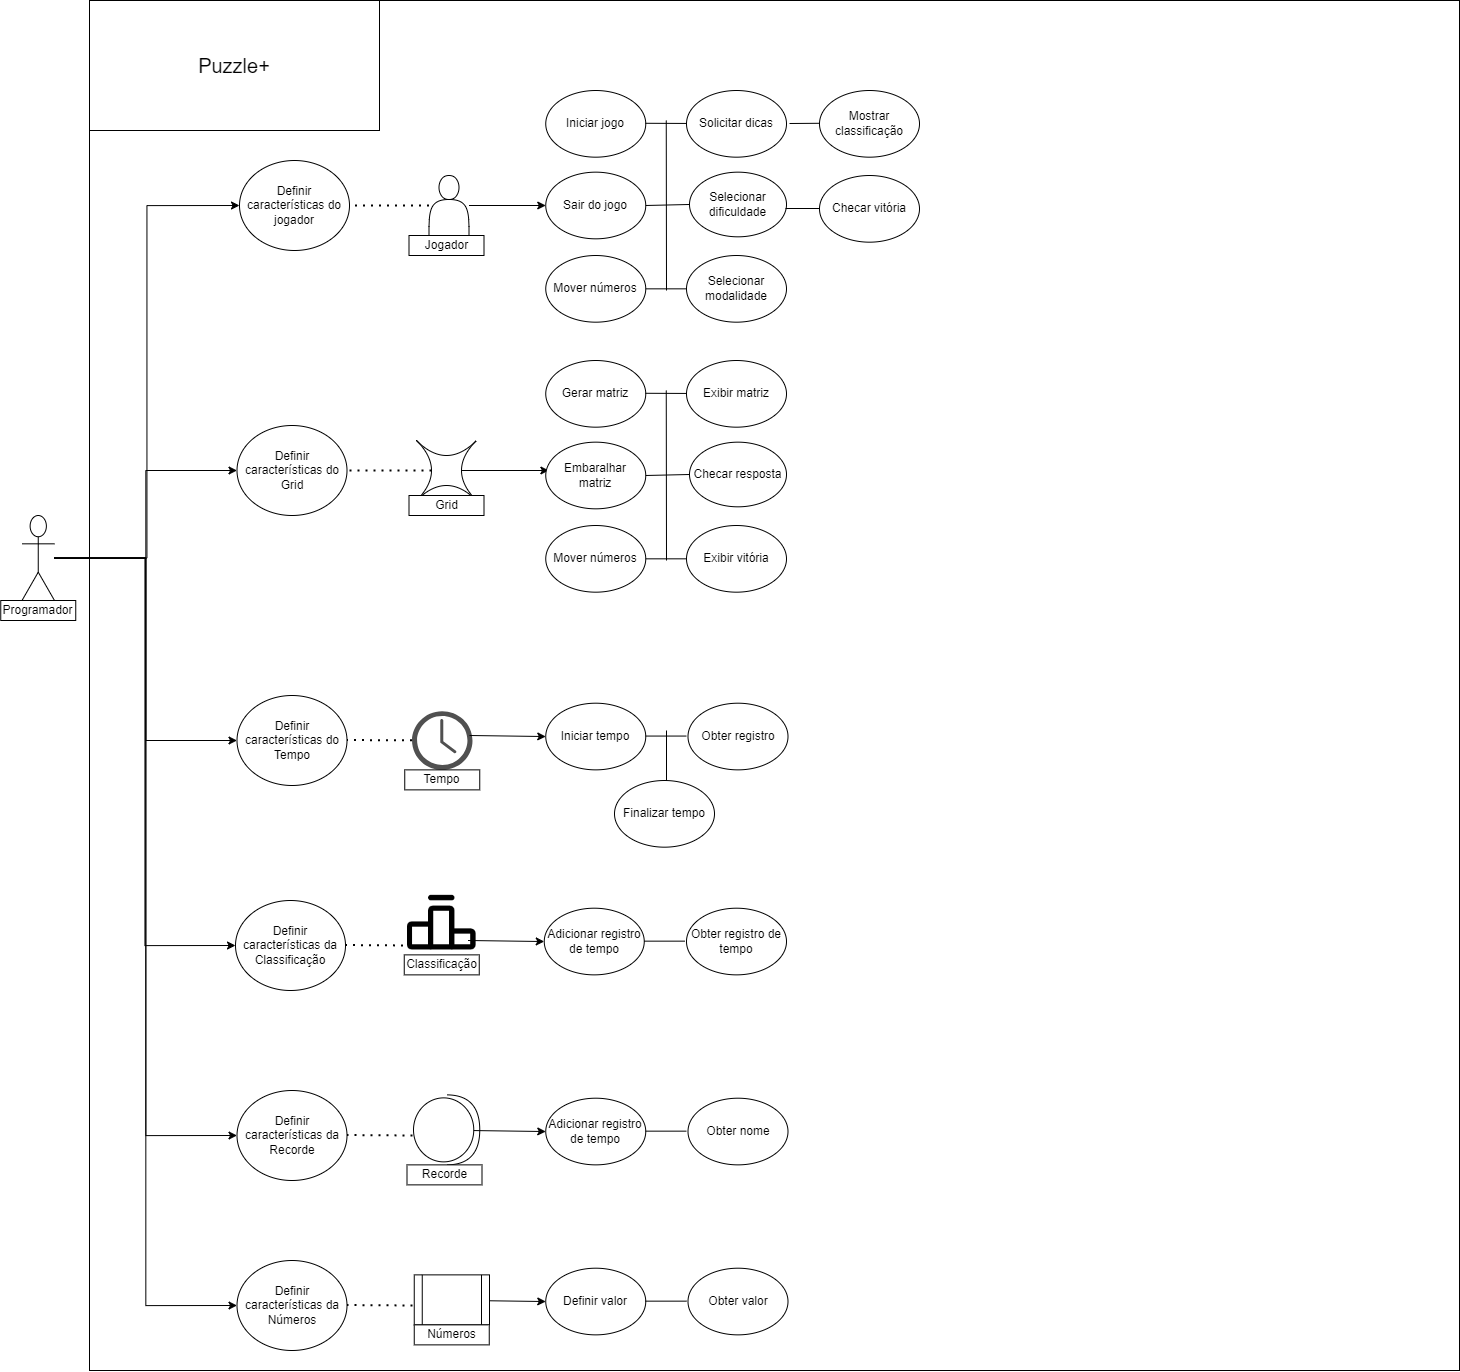 Puzzle+
Iniciar jogo
Solicitar dicas
Mostrar
classificação
Definir
características do
jogador
Jogador
Sair do jogo
Selecionar
dificuldade
Checar vitória
Mover números
Selecionar
modalidade
Gerar matriz
Exibir matriz
Definir
características do
Grid
Grid
Embaralhar
matriz
Checar resposta
Mover números
Exibir vitória
Programador
Definir
características do
Tempo
Tempo
Iniciar tempo
Obter registro
Finalizar tempo
Definir
características da
Classificação
Classificação
Adicionar registro
de tempo
Obter registro de
tempo
Definir
características da
Recorde
Recorde
Adicionar registro
de tempo
Obter nome
Definir
características da
Números
Números
Definir valor
Obter valor